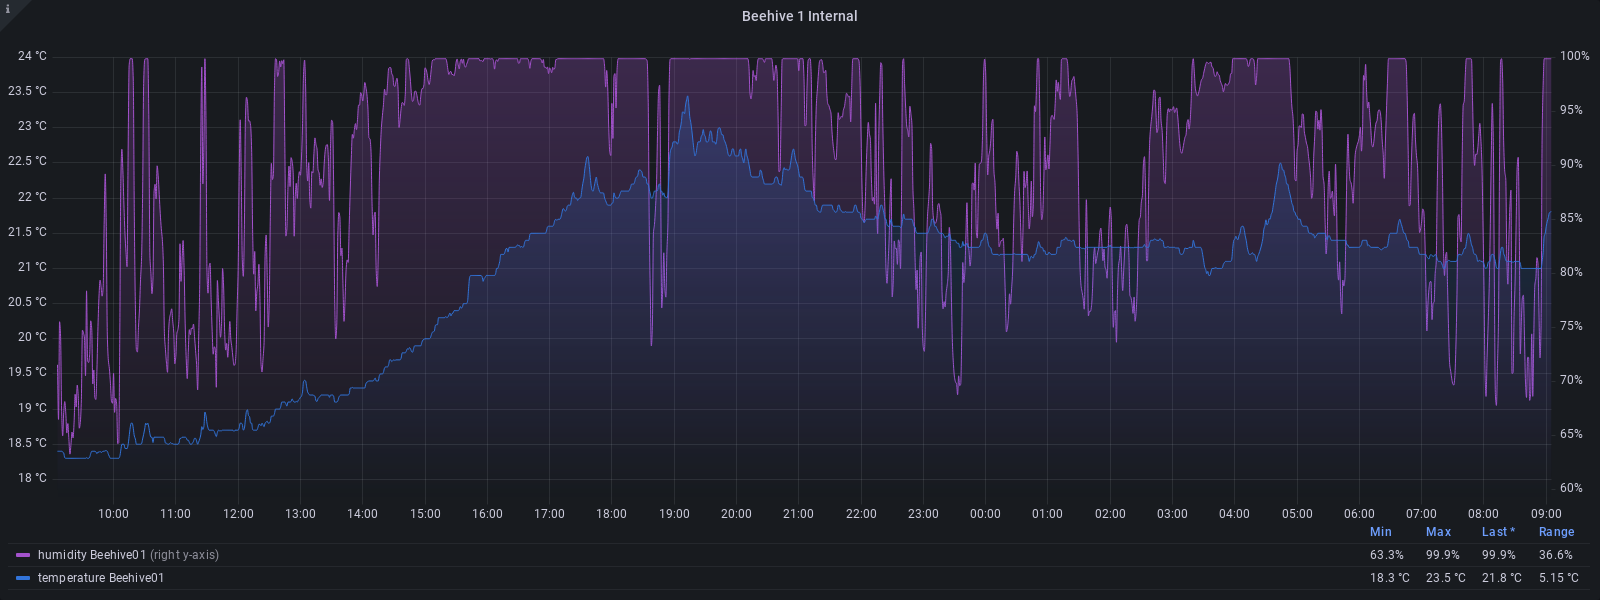 i
Beehive 1 Internal
24 °C 100%
23.5 °C 95%
23 °C
22.5 °C 90%
22 °C
21.5 °C 85%
21 °C 80%
20.5 °C
20 °C 75%
19.5 °C 70%
19 °C
18.5 °C 65%
18 °C 60%
10:00 11:00 12:00 13:00 14:00 15:00 16:00 17:00 18:00 19:00 20:00 21:00 22:00 23:00 00:00 01:00 02:00 03:00 04:00 05:00 06:00 07:00 08:00 09:00
Min Max Last * Range
humidity Beehive01 (right y-axis) 63.3% 99.9% 99.9% 36.6%
temperature Beehive01 18.3 °C 23.5 °C 21.8 °C 5.15 °C